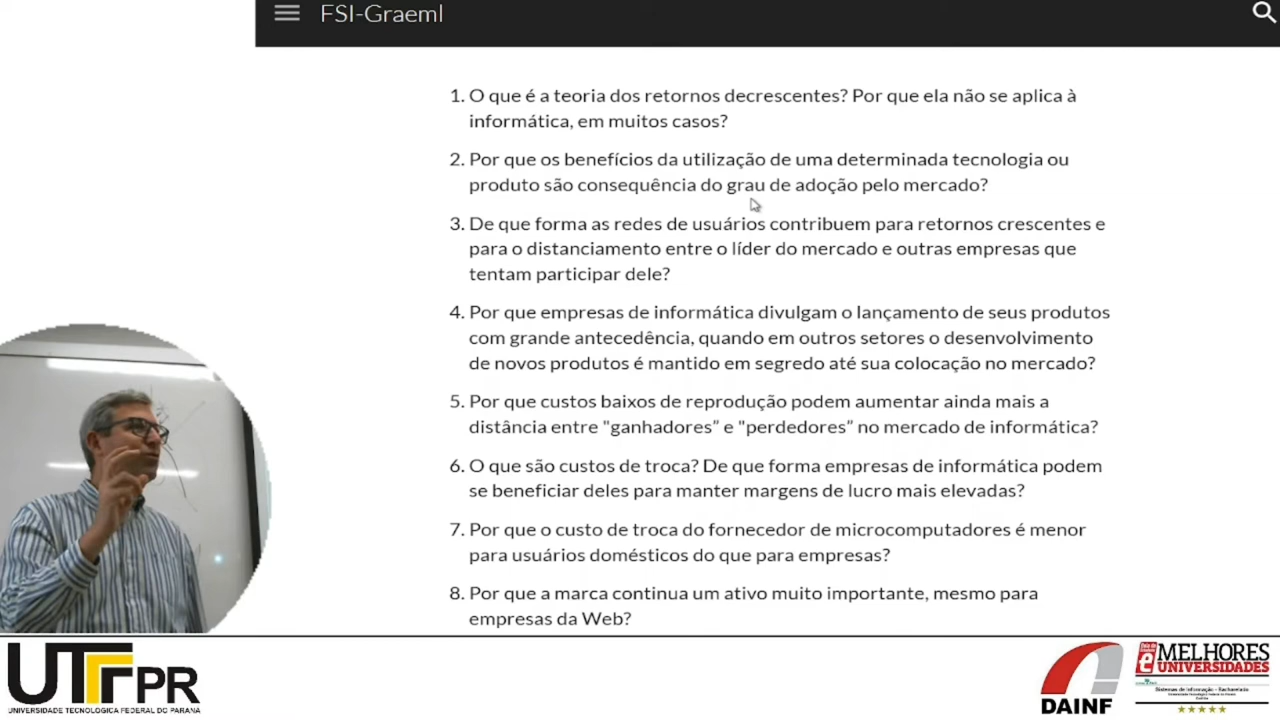 FSI-Graeml
1. O que é a teoria dos retornos decrescentes? Por que ela não se aplica à
informática, em muitos casos?
2. Por que os benefícios da utilização de uma determinada tecnologia ou
produto são consequência do grau de adoção pelo mercado?
3. De que forma as redes de usuários contribuem para retornos crescentes e
para o distanciamento entre o líder do mercado e outras empresas que
tentam participar dele?
4. Por que empresas de informática divulgam o lançamento de seus produtos
com grande antecedência, quando em outros setores o desenvolvimento
de novos produtos é mantido em segredo até sua colocação no mercado?
5. Por que custos baixos de reprodução podem aumentar ainda mais a
distância entre "ganhadores" e "perdedores" no mercado de informática?
6. O que são custos de troca? De que forma empresas de informática podem
se beneficiar deles para manter margens de lucro mais elevadas?
7. Por que o custo de troca do fornecedor de microcomputadores é menor
para usuários domésticos do que para empresas?
8. Por que a marca continua um ativo muito importante, mesmo para
empresas da Web?
UTFPR
UNIVERSIDADE TECNOLÓGICA FEDERAL DO PARANÁ
DAINF
MELHORES
UNIVERSIDADES
Sistemas de Informação - Bacharelado